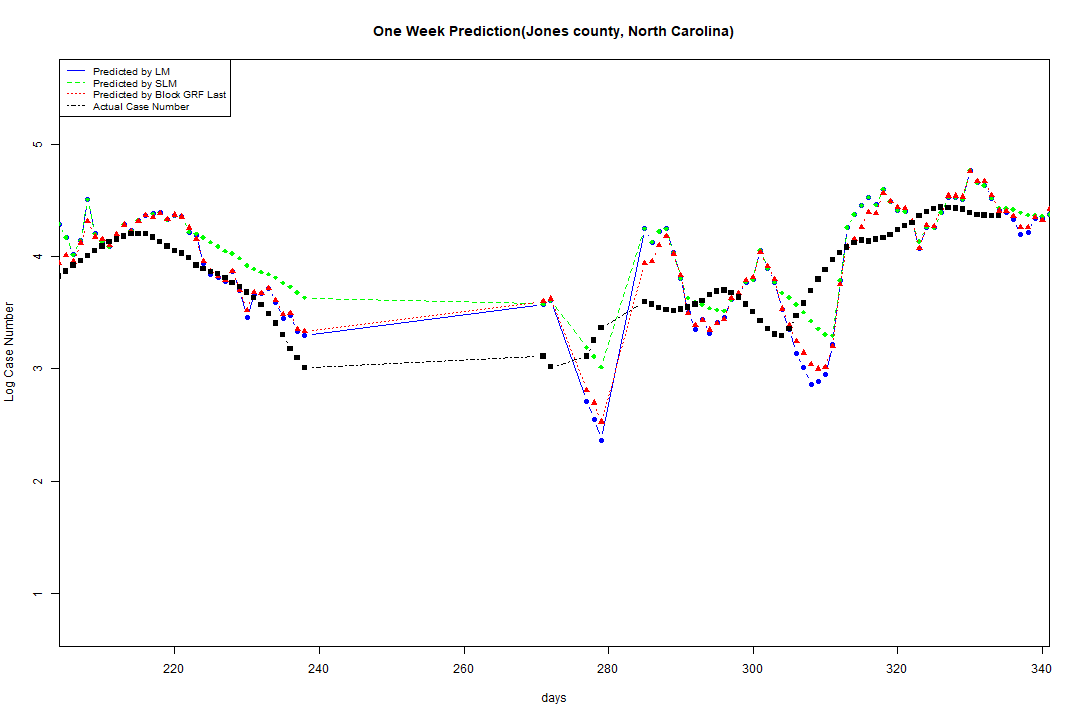 One Week Prediction(Jones county, North Carolina)
Predicted by LM
Predicted by SLM
Predicted by Block GRF Last
Actual Case Number
5
4
3
2
1
Log Case Number
220 240 260 280 300 320 340
days